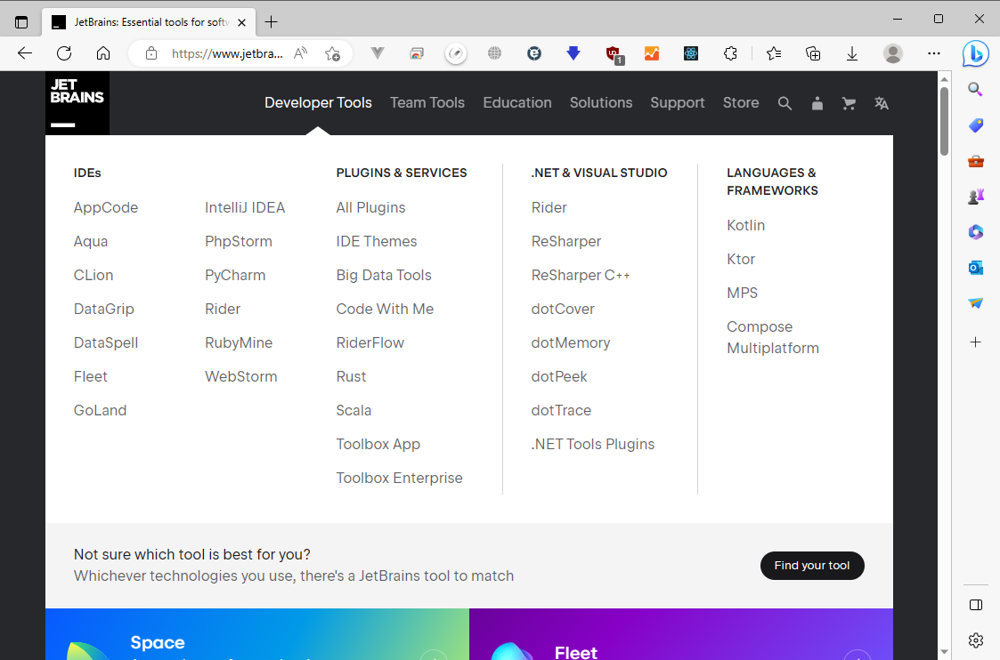 JetBrains: Essential tools for softw
https://www.jetbra...
1
JET
BRAINS
Developer Tools
Team Tools
Education
Solutions
Support
Store
IDEs
AppCode
Aqua
CLion
DataGrip
DataSpell
Fleet
GoLand
IntelliJ IDEA
PhpStorm
PyCharm
Rider
RubyMine
WebStorm
PLUGINS & SERVICES
All Plugins
IDE Themes
Big Data Tools
Code With Me
RiderFlow
Rust
Scala
Toolbox App
Toolbox Enterprise
.NET & VISUAL STUDIO
Rider
ReSharper
ReSharper C++
dotCover
dotMemory
dotPeek
dotTrace
.NET Tools Plugins
LANGUAGES &
FRAMEWORKS
Kotlin
Ktor
MPS
Compose
Multiplatform
Not sure which tool is best for you?
Whichever technologies you use, there's a JetBrains tool to match
Find your tool
Space
Fleet